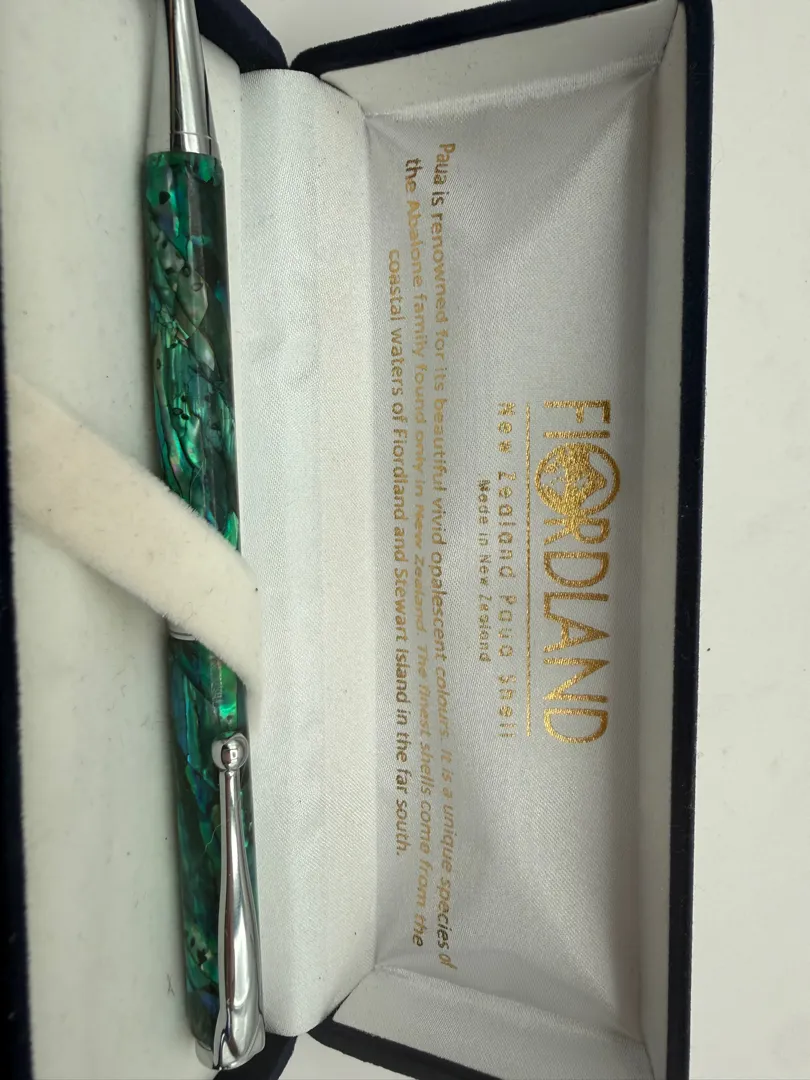 FIORDLAND
New Zealand Paua Shell
Made in New Zealand
Paua is renowned for its beautiful vivid opalescent colours. It is a unique species of
the Abalone family found only in New Zealand. The finest shells come from the
coastal waters of Fiordland and Stewart Island in the far south.